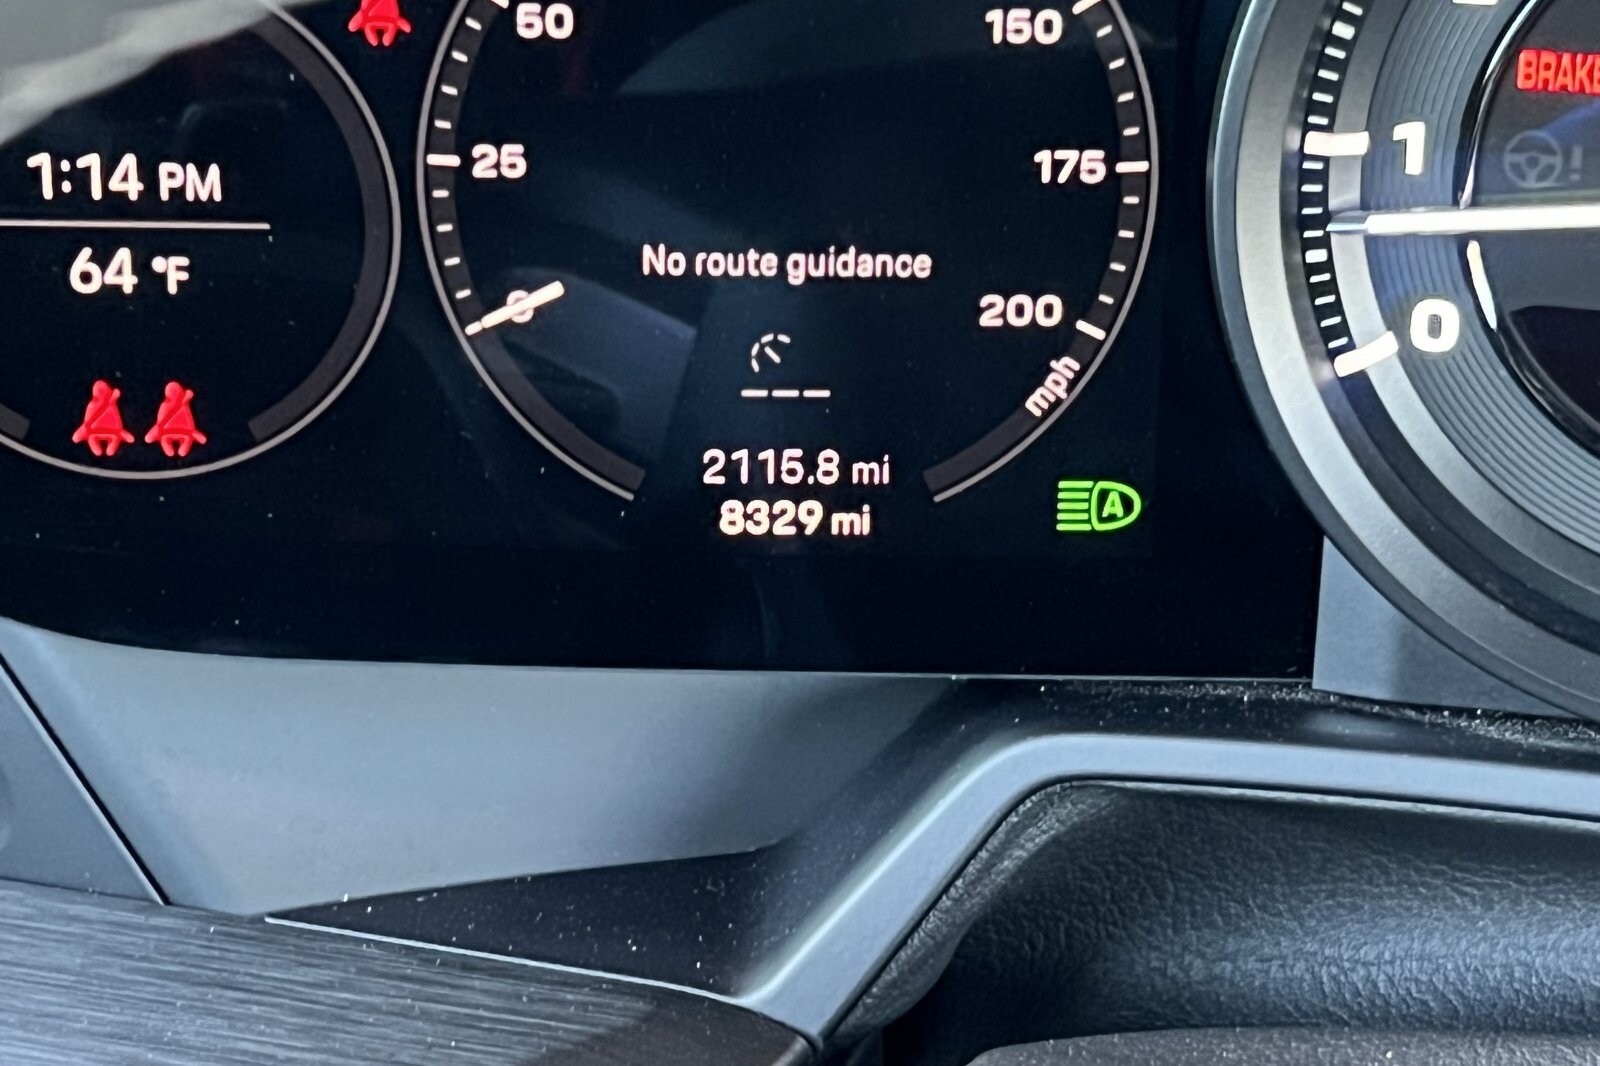 50
25
0
1:14 PM
64 °F
150
175
200
mph
No route guidance
2115.8 mi
8329 mi
A
1
0
BRAKE